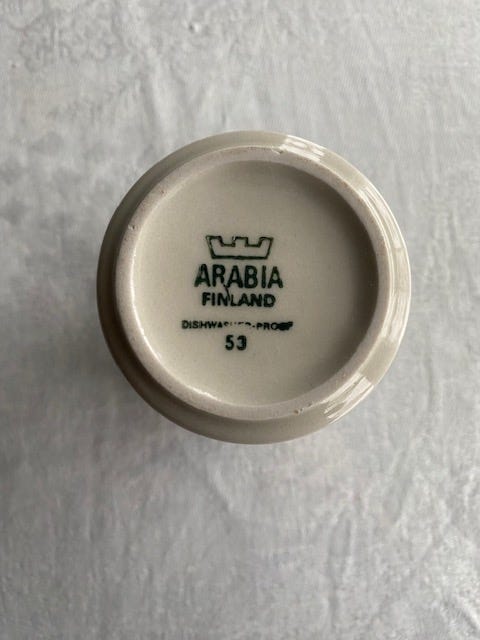 ARABIA
FINLAND
DISHWASHER-PROOF
53